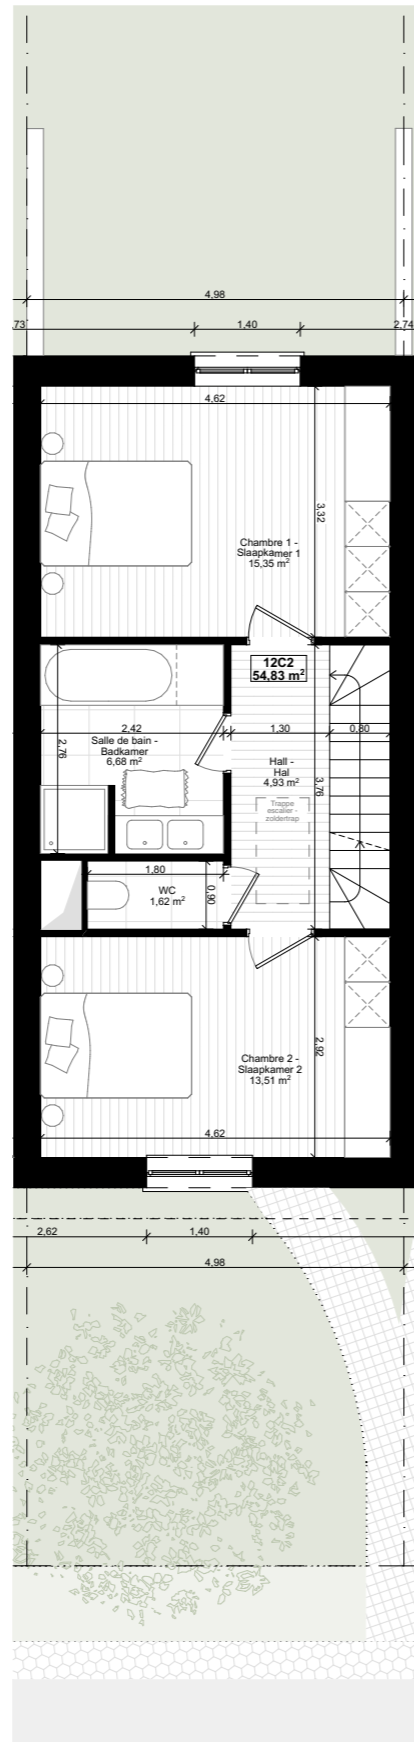 4,98
,73
1,40
2,74
4,62
3,32
Chambre 1 -
Slaapkamer 1
15,35 m²
12C2
54,83 m²
2,42
1,30
0,80
2,76
Salle de bain -
Badkamer
6,68 m²
Hall -
Hal
4,93 m²
3,76
Trappe
escalier -
zoldertrap
1,80
WC
1,62 m²
0,90
2,92
Chambre 2 -
Slaapkamer 2
13,51 m²
4,62
2,62
1,40
4,98